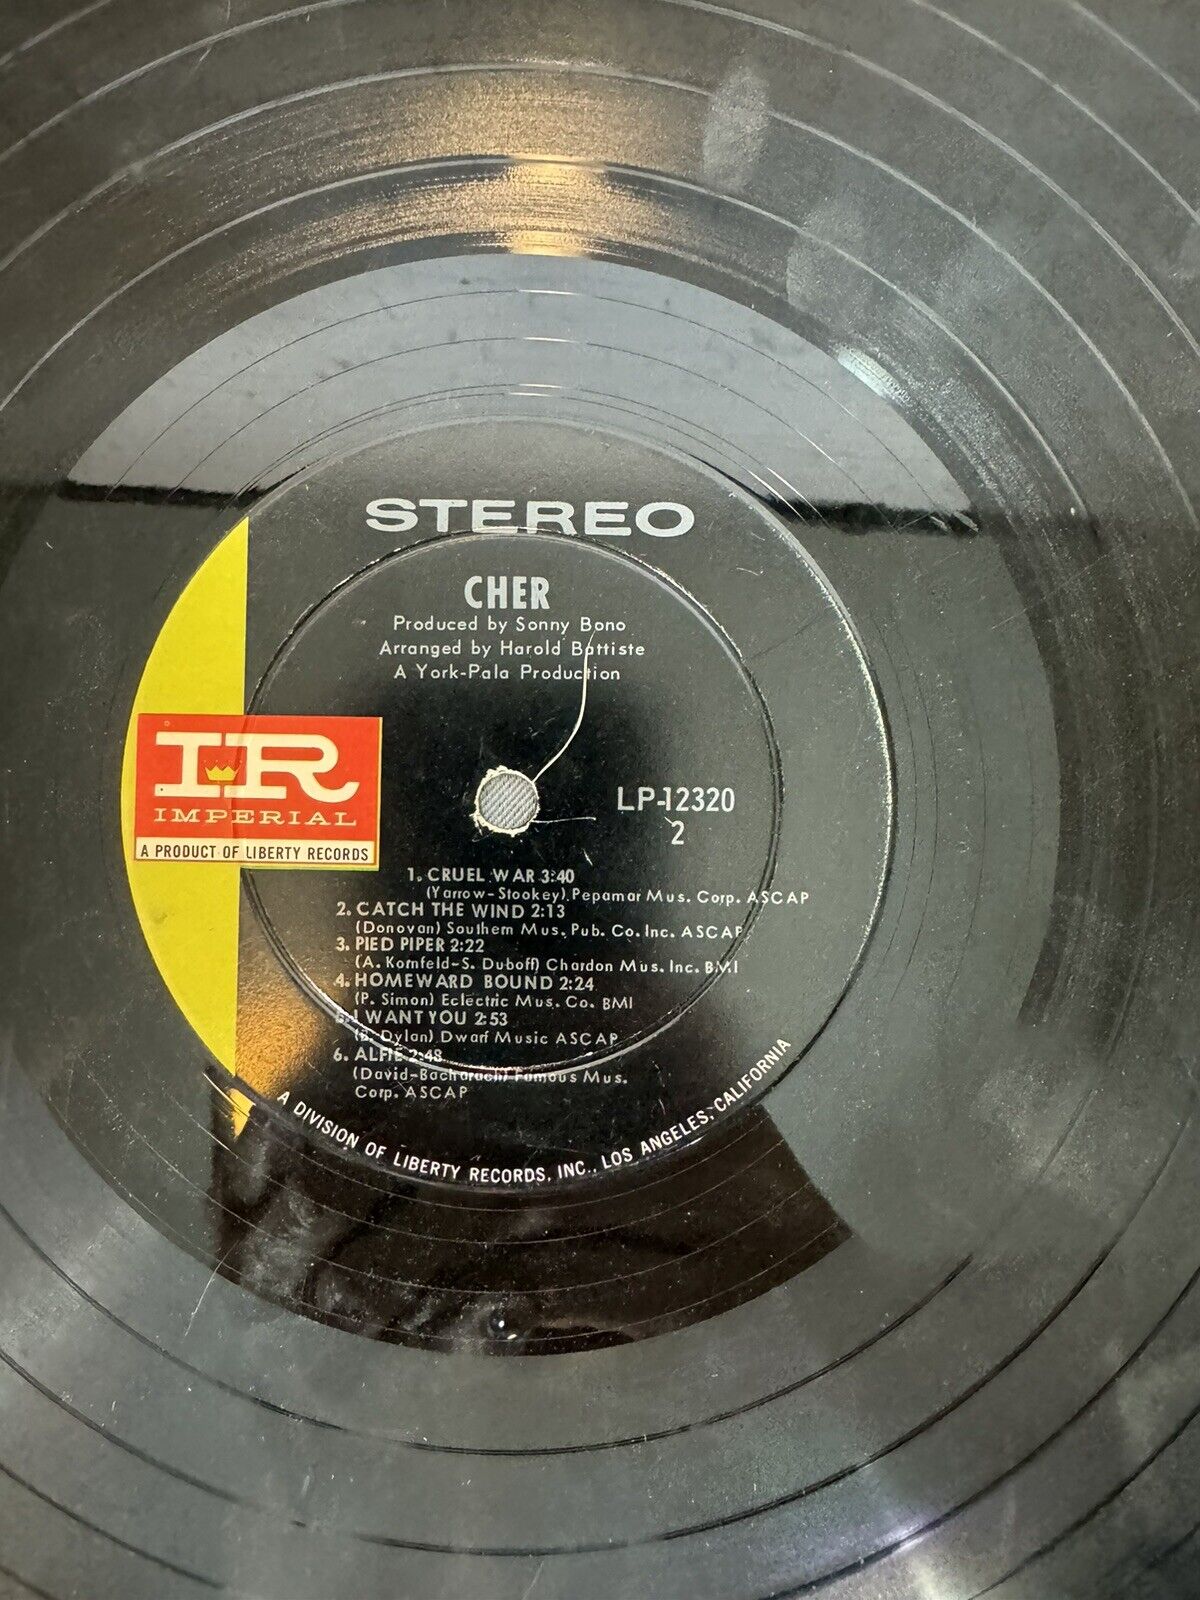 STEREO
CHER
Produced by Sonny Bono
Arranged by Harold Battiste
A York-Pala Production
IR
IMPERIAL
A PRODUCT OF LIBERTY RECORDS
LP-12320
2
1. CRUEL WAR 3:40
(Yarrow-Stookey) Pepamar Mus. Corp. ASCAP
2. CATCH THE WIND 2:13
(Donovan) Southern Mus. Pub. Co. Inc. ASCAP
3. PIED PIPER 2:22
(A. Kornfeld-S. Duboff) Chardon Mus. Inc. BMI
4. HOMEWARD BOUND 2:24
(P. Simon) Eclectric Mus. Co. BMI
5. I WANT YOU 2:53
(B. Dylan) Dwarf Music ASCAP
6. ALFIE 2:48
(David-Bacharach) Famous Mus.
Corp. ASCAP
A DIVISION OF LIBERTY RECORDS, INC., LOS ANGELES, CALIFORNIA